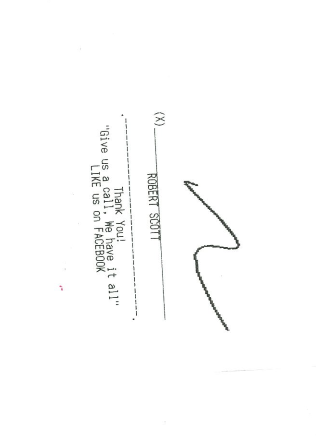 (X)
ROBERT SCOTT
Thank You!
"Give us a call, We have it all"
LIKE us on FACEBOOK